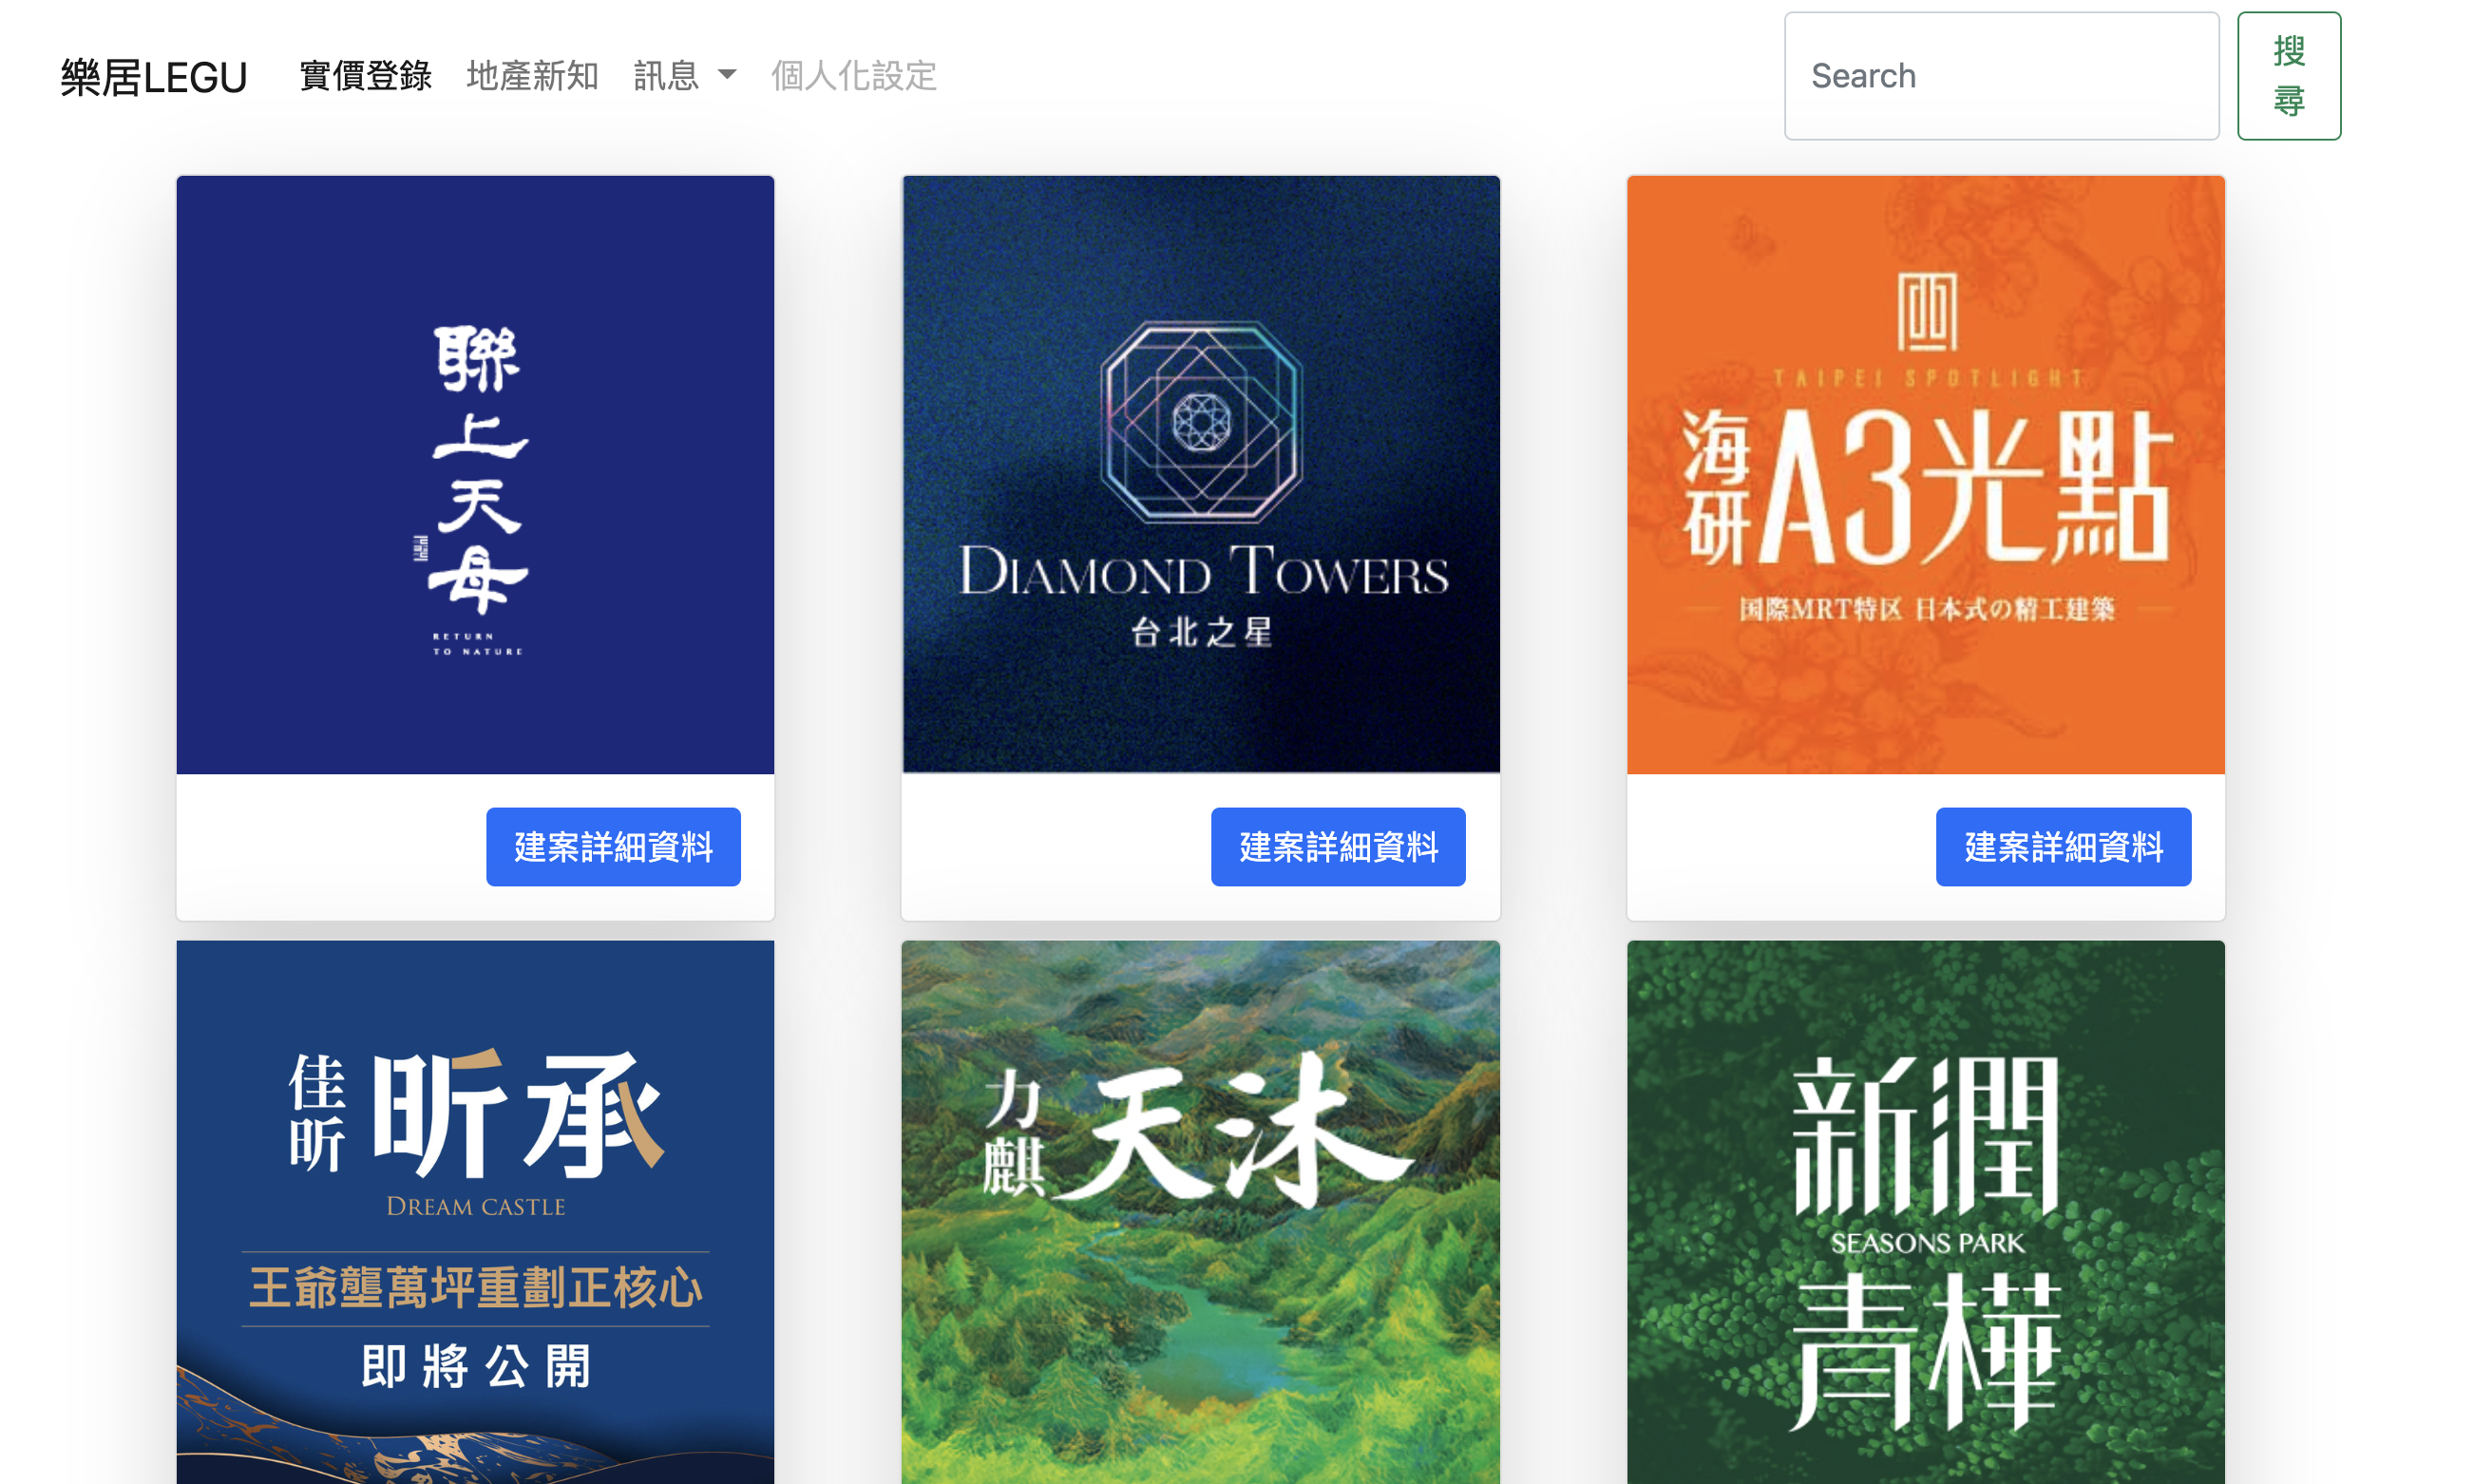 樂居LEGU
實價登錄
地產新知
訊息
個人化設定
Search
搜
尋
聯上天母
RETURN
TO NATURE
建案詳細資料
DIAMOND TOWERS
台北之星
建案詳細資料
TAIPEI SPOTLIGHT
海研
A3光點
国際MRT特区 日本式の精工建築
建案詳細資料
佳昕
昕承
DREAM CASTLE
王爺壟萬坪重劃正核心
即將公開
力麒
天沐
新潤
SEASONS PARK
青樺